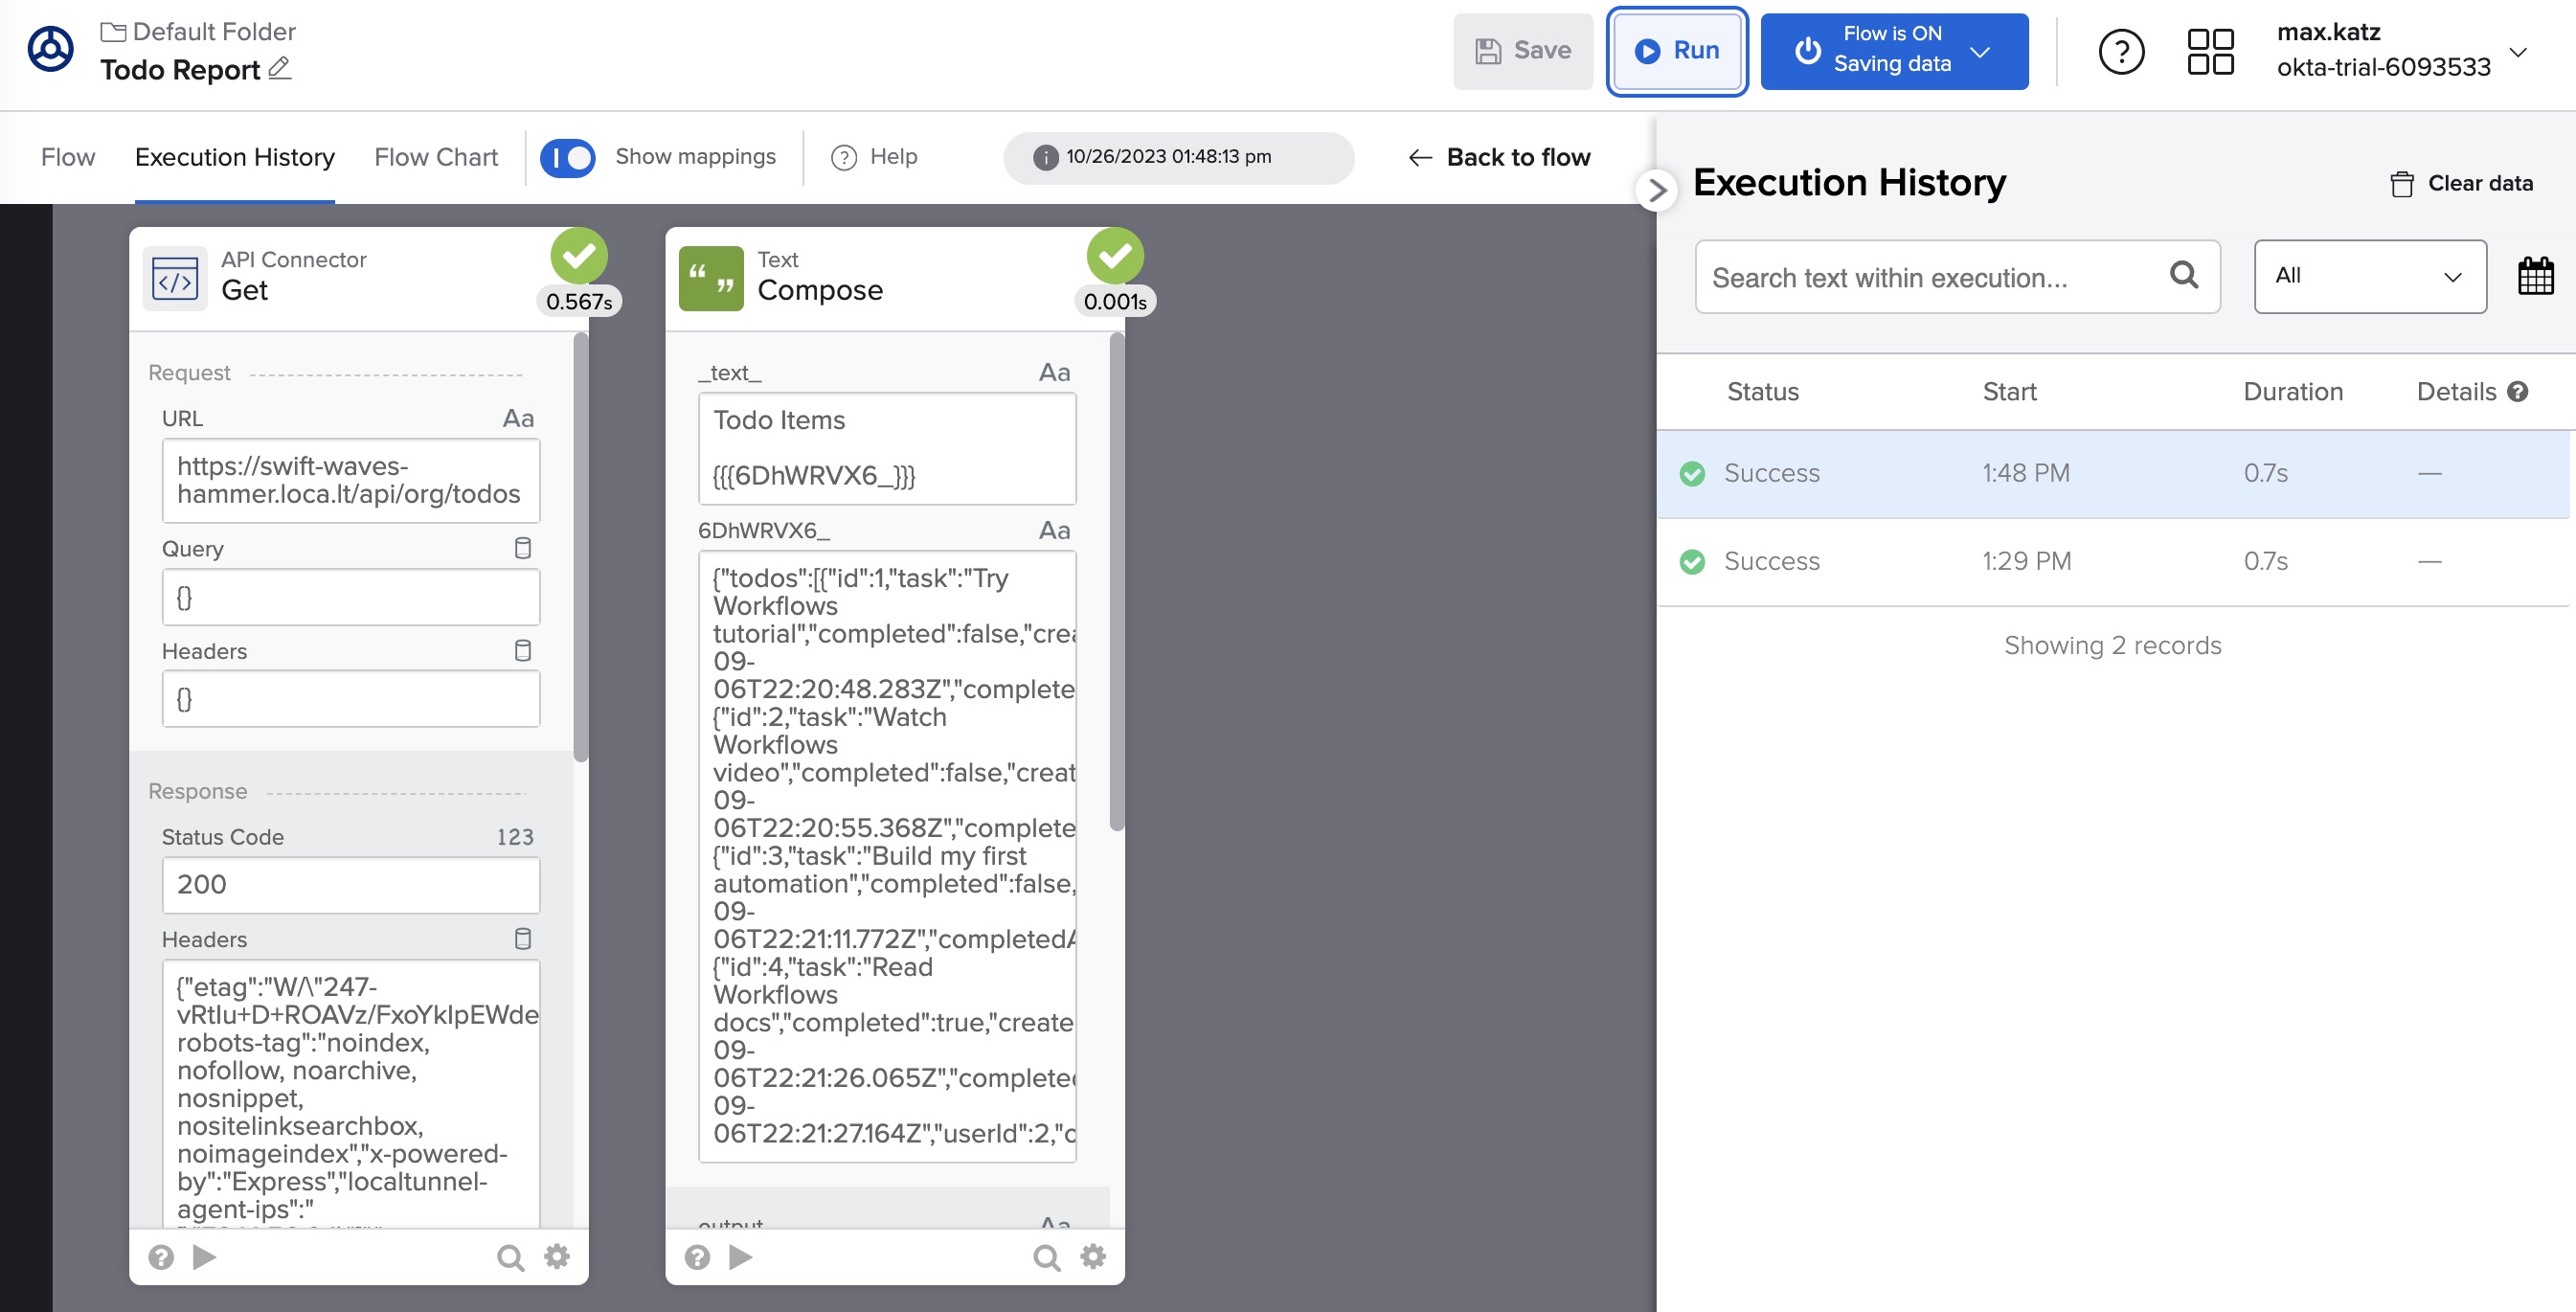 Default Folder
Todo Report
Save
Run
Flow is ON
Saving data
max.katz
okta-trial-6093533
Flow
Execution History
Flow Chart
Show mappings
Help
10/26/2023 01:48:13 pm
Back to flow
API Connector
Get
0.567s
Request
URL
Aa
https://swift-waves-
hammer.loca.lt/api/org/todos
Query
{}
Headers
{}
Response
Status Code
123
200
Headers
{"etag":"W/\"247-
vRtIu+D+ROAVz/FxoYkIpEWde
robots-tag":"noindex,
nofollow, noarchive,
nosnippet,
nositelinksearchbox,
noimageindex","x-powered-
by":"Express","localtunnel-
agent-ips":"
Text
Compose
0.001s
_text_
Aa
Todo Items
{{{6DhWRVX6_}}}
6DhWRVX6_
Aa
{"todos":[{"id":1,"task":"Try
Workflows
tutorial","completed":false,"crea
09-
06T22:20:48.283Z","complete
{"id":2,"task":"Watch
Workflows
video","completed":false,"creat
09-
06T22:20:55.368Z","complete
{"id":3,"task":"Build my first
automation","completed":false,
09-
06T22:21:11.772Z","completedA
{"id":4,"task":"Read
Workflows
docs","completed":true,"create
09-
06T22:21:26.065Z","complete
09-
06T22:21:27.164Z","userId":2,"o
output
Aa
Execution History
Clear data
Search text within execution...
All
Status
Start
Duration
Details
Success
1:48 PM
0.7s
—
Success
1:29 PM
0.7s
—
Showing 2 records